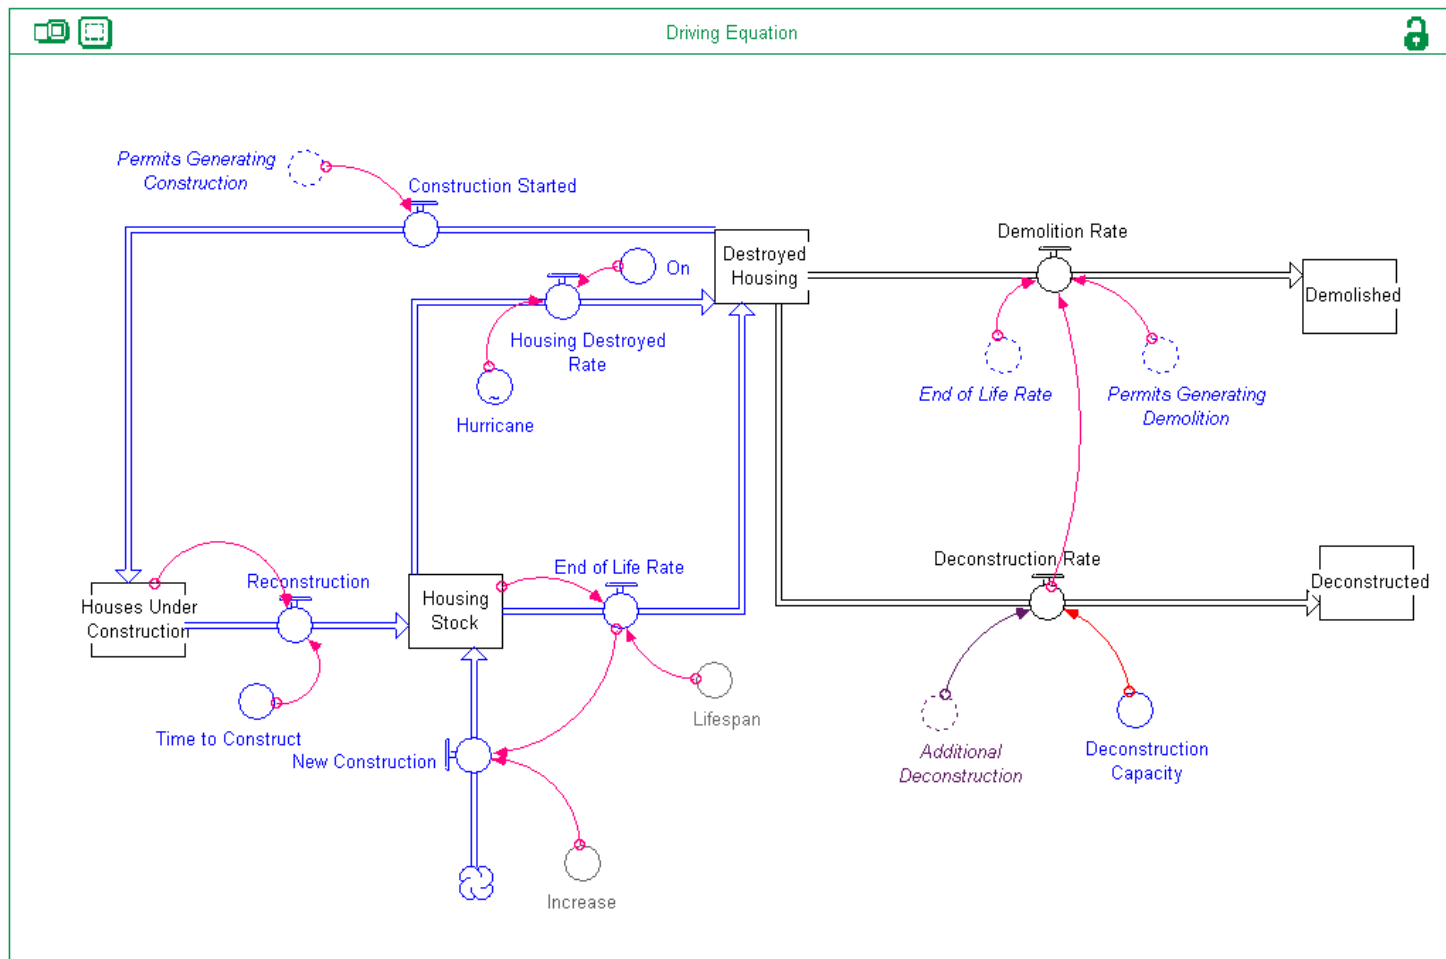 Driving Equation
Permits Generating
Construction
Construction Started
On
Housing Destroyed
Rate
~
Hurricane
Destroyed
Housing
Demolition Rate
Demolished
End of Life Rate
Permits Generating
Demolition
Houses Under
Construction
Reconstruction
Time to Construct
Housing
Stock
End of Life Rate
Lifespan
New Construction
Increase
Deconstruction Rate
Deconstructed
Additional
Deconstruction
Deconstruction
Capacity